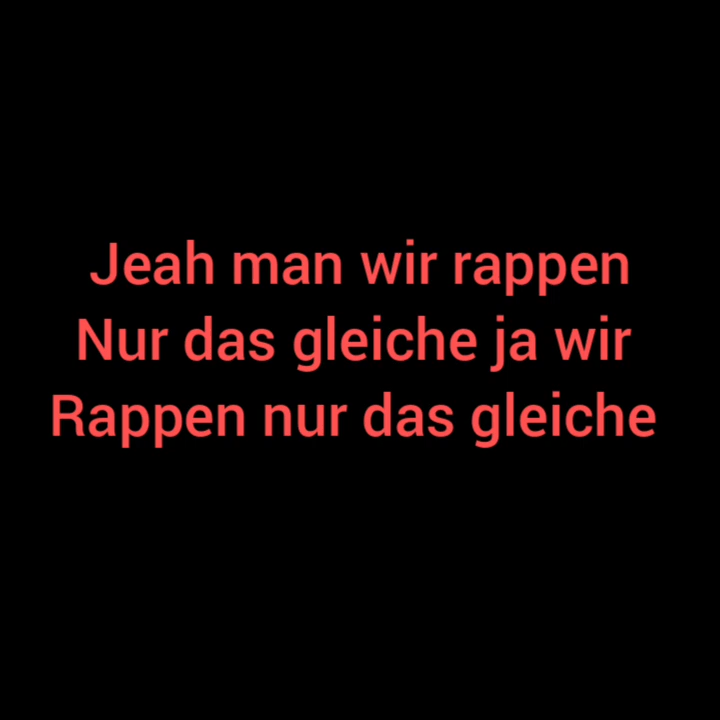 Jeah man wir rappen
Nur das gleiche ja wir
Rappen nur das gleiche